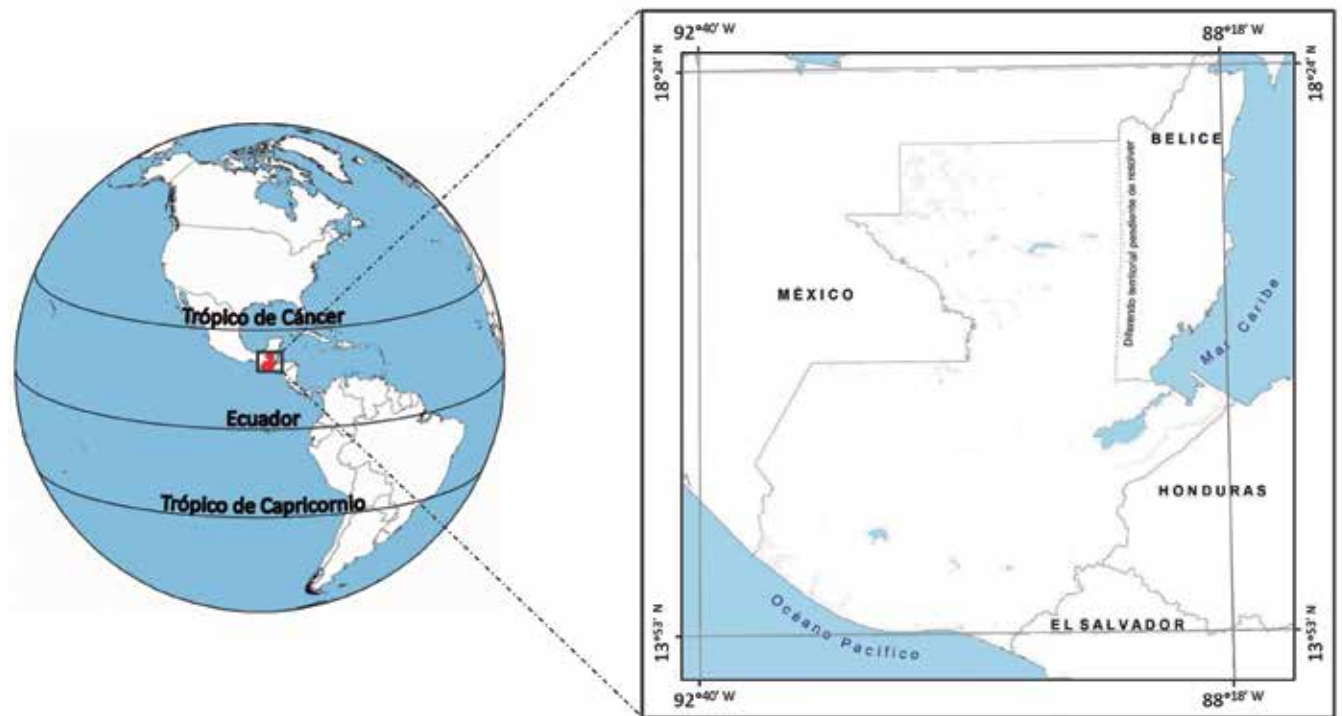 Trópico de Cáncer
Ecuador
Trópico de Capricornio
92°40' W
88°18' W
18°24' N
18°24' N
BELICE
Diferendo territorial pendiente de resolver
MÉXICO
Mar Caribe
HONDURAS
EL SALVADOR
Océano Pacífico
13°53' N
13°53' N
92°40' W
88°18' W